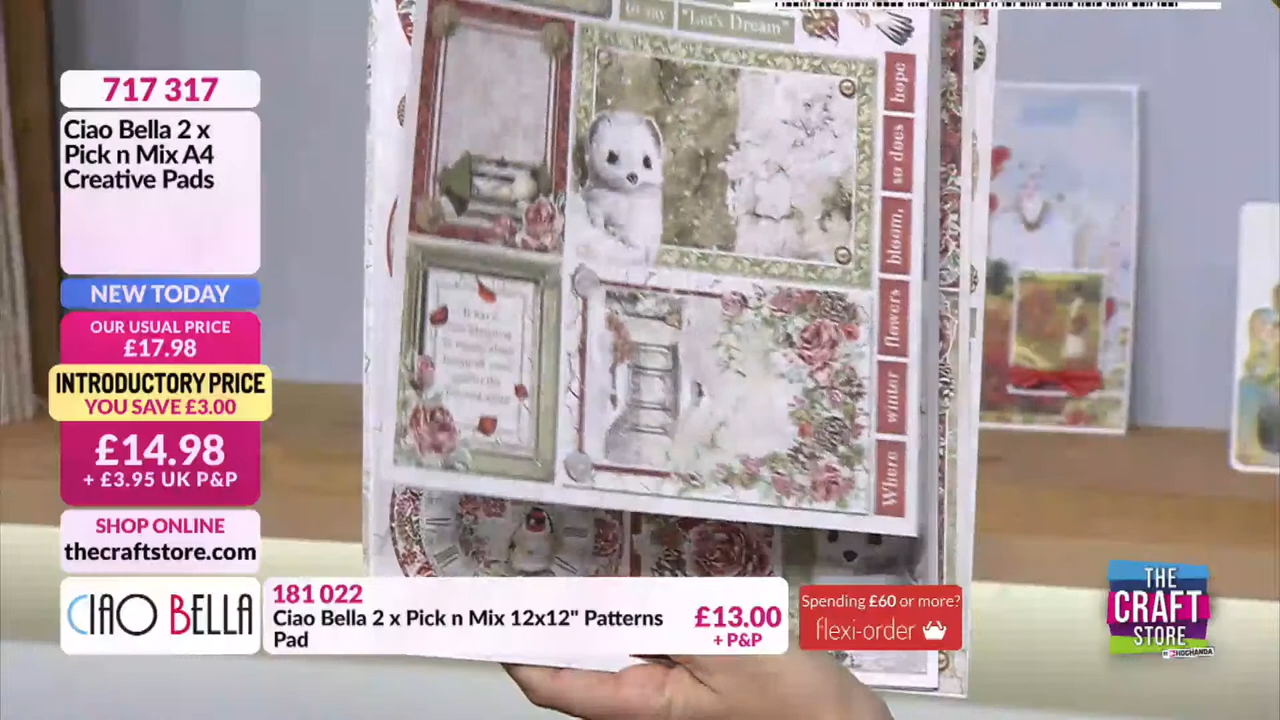 717 317
Ciao Bella 2 x
Pick n Mix A4
Creative Pads
NEW TODAY
OUR USUAL PRICE
£17.98
INTRODUCTORY PRICE
YOU SAVE £3.00
£14.98
+ £3.95 UK P&P
SHOP ONLINE
thecraftstore.com
CIAO BELLA
181 022
Ciao Bella 2 x Pick n Mix 12x12" Patterns
Pad
£13.00
+ P&P
Spending £60 or more?
flexi-order
THE
CRAFT
STORE
HOCHANDA
to say "Let's Dream"
hope
so does
bloom,
flowers
winter
Where